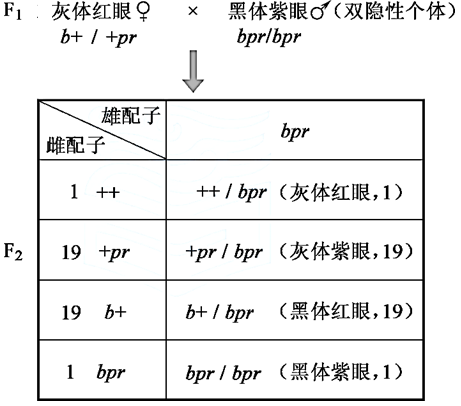 F₁ 灰体红眼♀ × 黑体紫眼♂(双隐性个体)
b+ / +pr bpr/bpr
雄配子
雌配子
bpr
1 ++ ++ / bpr (灰体红眼,1)
F₂ 19 +pr +pr / bpr (灰体紫眼,19)
19 b+ b+ / bpr (黑体红眼,19)
1 bpr bpr / bpr (黑体紫眼,1)